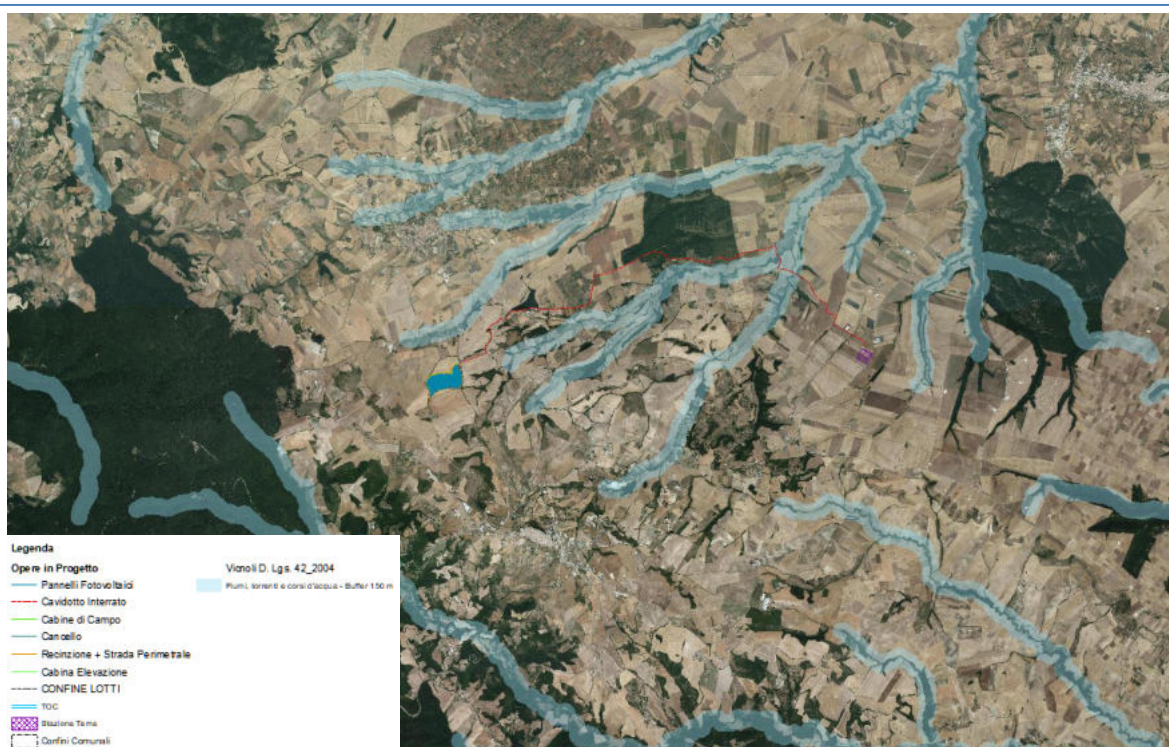 Legenda
Opere in Progetto
Pannelli Fotovoltaici
Cavidotto Interrato
Cabine di Campo
Cancello
Recinzione + Strada Perimetrale
Cabina Elevazione
CONFINE LOTTI
TOC
Stazione Terna
Confini Comunali
Vicnoli D. Lgs. 42_2004
Fiumi, torrenti e corsi d'acqua - Buffer 150 m